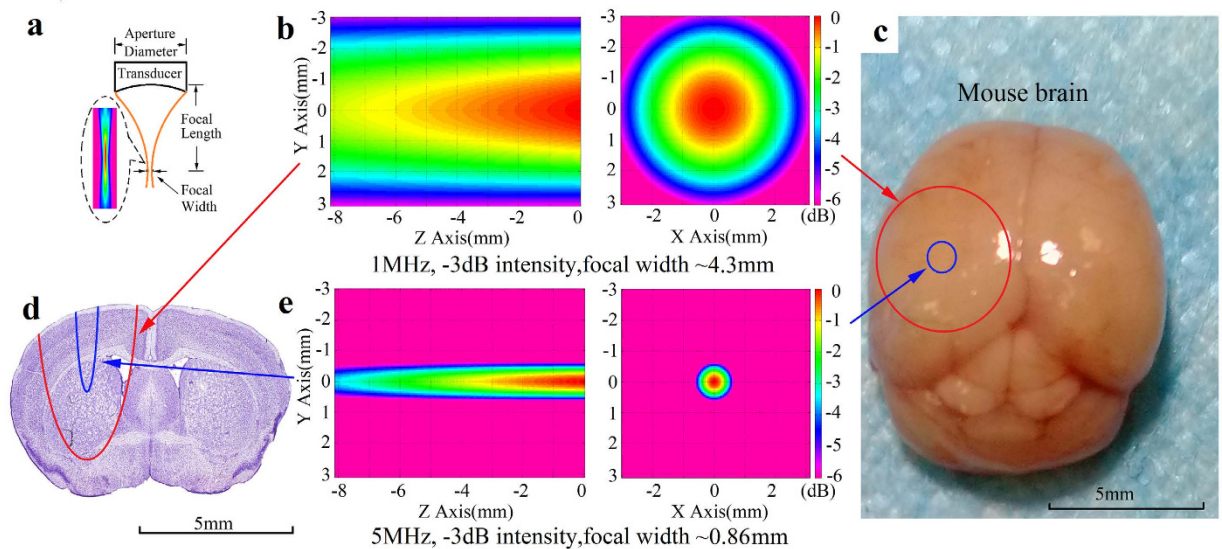 a
Aperture
Diameter
Transducer
Focal
Length
Focal
Width
b
-3
-2
-1
0
1
2
3
Y Axis(mm)
-8 -6 -4 -2 0
Z Axis(mm)
-3
-2
-1
0
1
2
3
-2 0 2
X Axis(mm)
0
-1
-2
-3
-4
-5
-6
(dB)
1MHz, -3dB intensity,focal width ~4.3mm
c
Mouse brain
5mm
d
5mm
e
-3
-2
-1
0
1
2
3
Y Axis(mm)
-8 -6 -4 -2 0
Z Axis(mm)
-3
-2
-1
0
1
2
3
-2 0 2
X Axis(mm)
0
-1
-2
-3
-4
-5
-6
(dB)
5MHz, -3dB intensity,focal width ~0.86mm